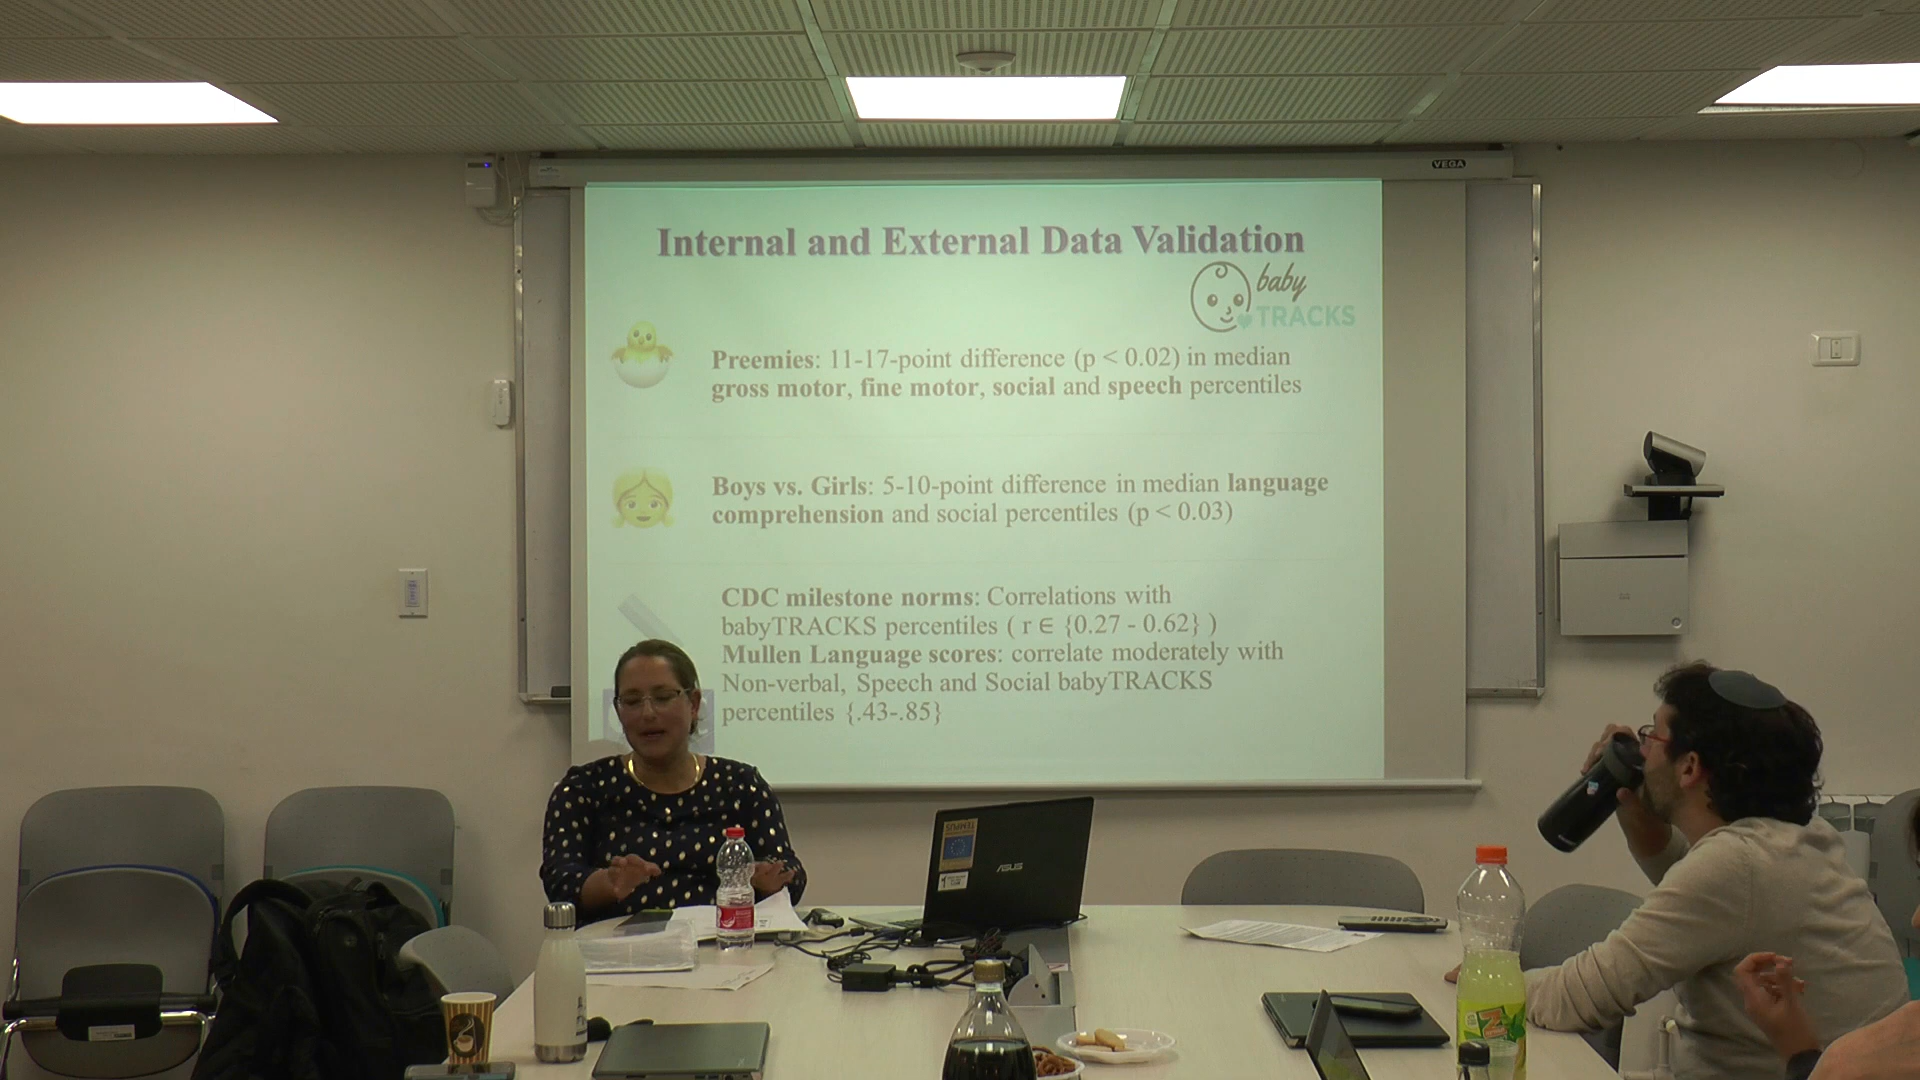 VEGA
Internal and External Data Validation
baby
TRACKS
Preemies: 11-17-point difference (p < 0.02) in median
gross motor, fine motor, social and speech percentiles
Boys vs. Girls: 5-10-point difference in median language
comprehension and social percentiles (p < 0.03)
CDC milestone norms: Correlations with
babyTRACKS percentiles ( r ∈ {0.27 - 0.62} )
Mullen Language scores: correlate moderately with
Non-verbal, Speech and Social babyTRACKS
percentiles {.43-.85}
TEMPUS
ASUS